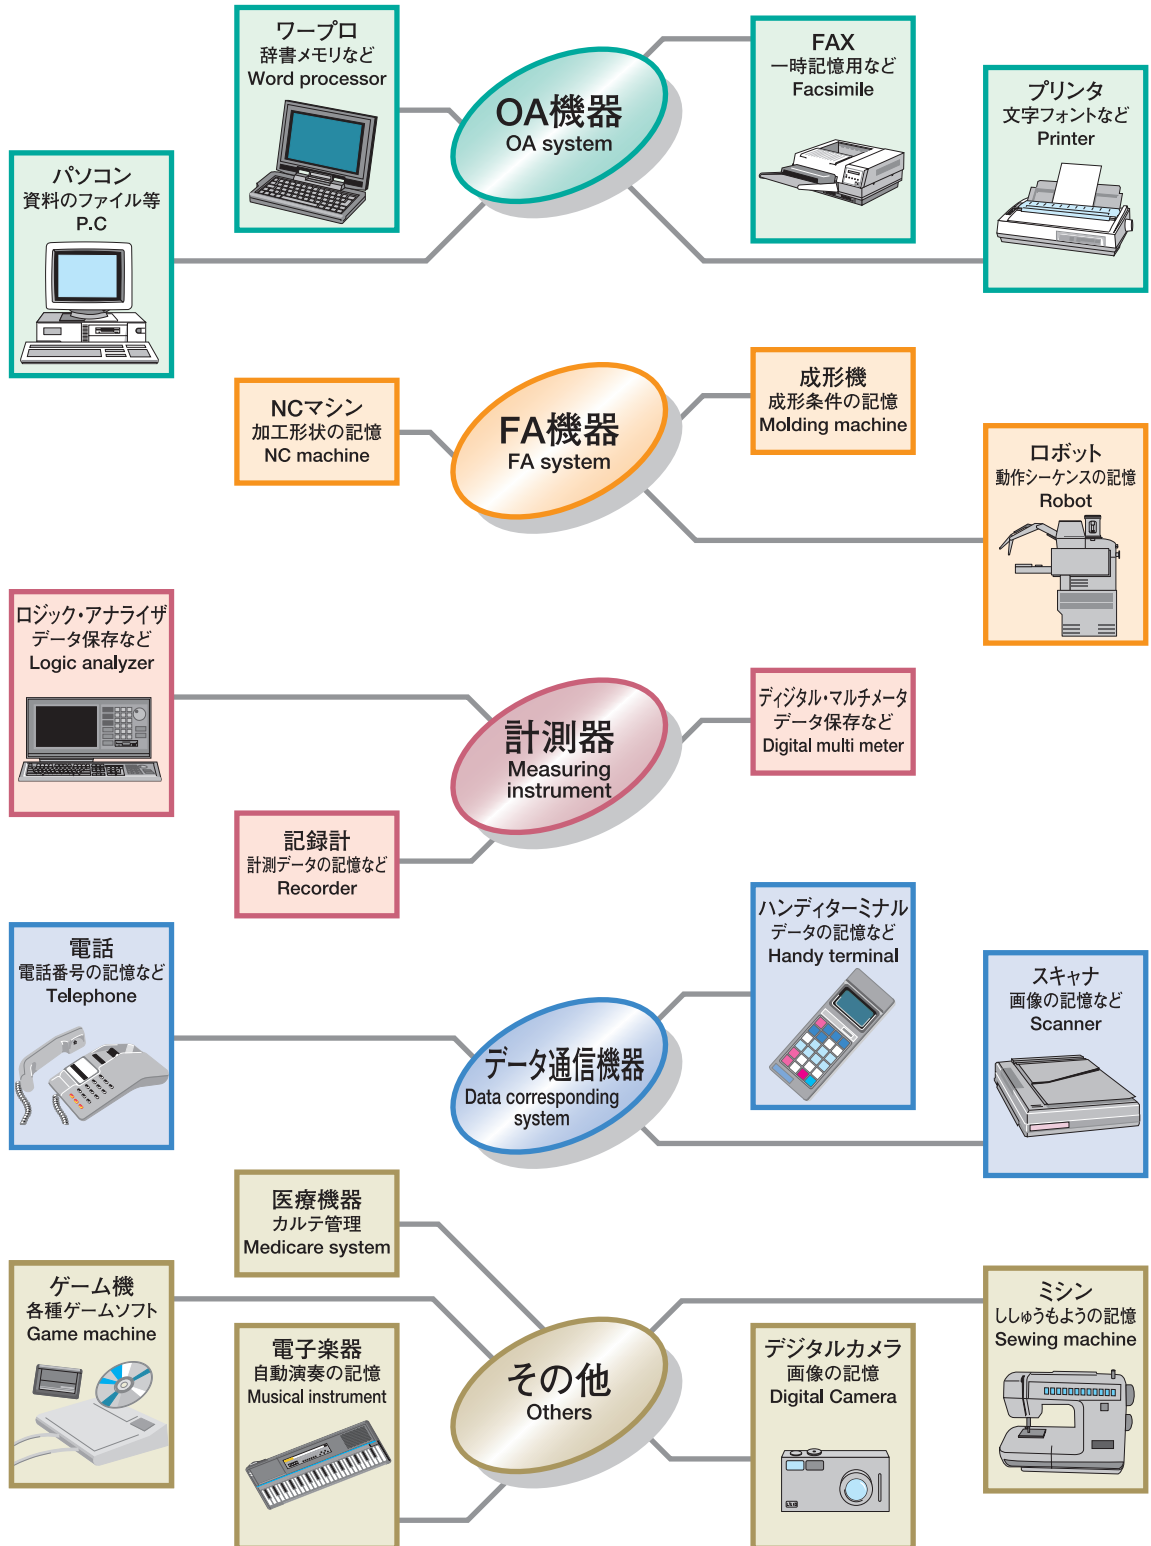 ワープロ
辞書メモリなど
Word processor
OA機器
OA system
FAX
一時記憶用など
Facsimile
プリンタ
文字フォントなど
Printer
パソコン
資料のファイル等
P.C
NCマシン
加工形状の記憶
NC machine
FA機器
FA system
成形機
成形条件の記憶
Molding machine
ロボット
動作シーケンスの記憶
Robot
ロジック・アナライザ
データ保存など
Logic analyzer
計測器
Measuring
instrument
ディジタル・マルチメータ
データ保存など
Digital multi meter
記録計
計測データの記憶など
Recorder
電話
電話番号の記憶など
Telephone
データ通信機器
Data corresponding
system
ハンディターミナル
データの記憶など
Handy terminal
スキャナ
画像の記憶など
Scanner
医療機器
カルテ管理
Medicare system
ゲーム機
各種ゲームソフト
Game machine
電子楽器
自動演奏の記憶
Musical instrument
その他
Others
デジタルカメラ
画像の記憶
Digital Camera
ミシン
ししゅうもようの記憶
Sewing machine